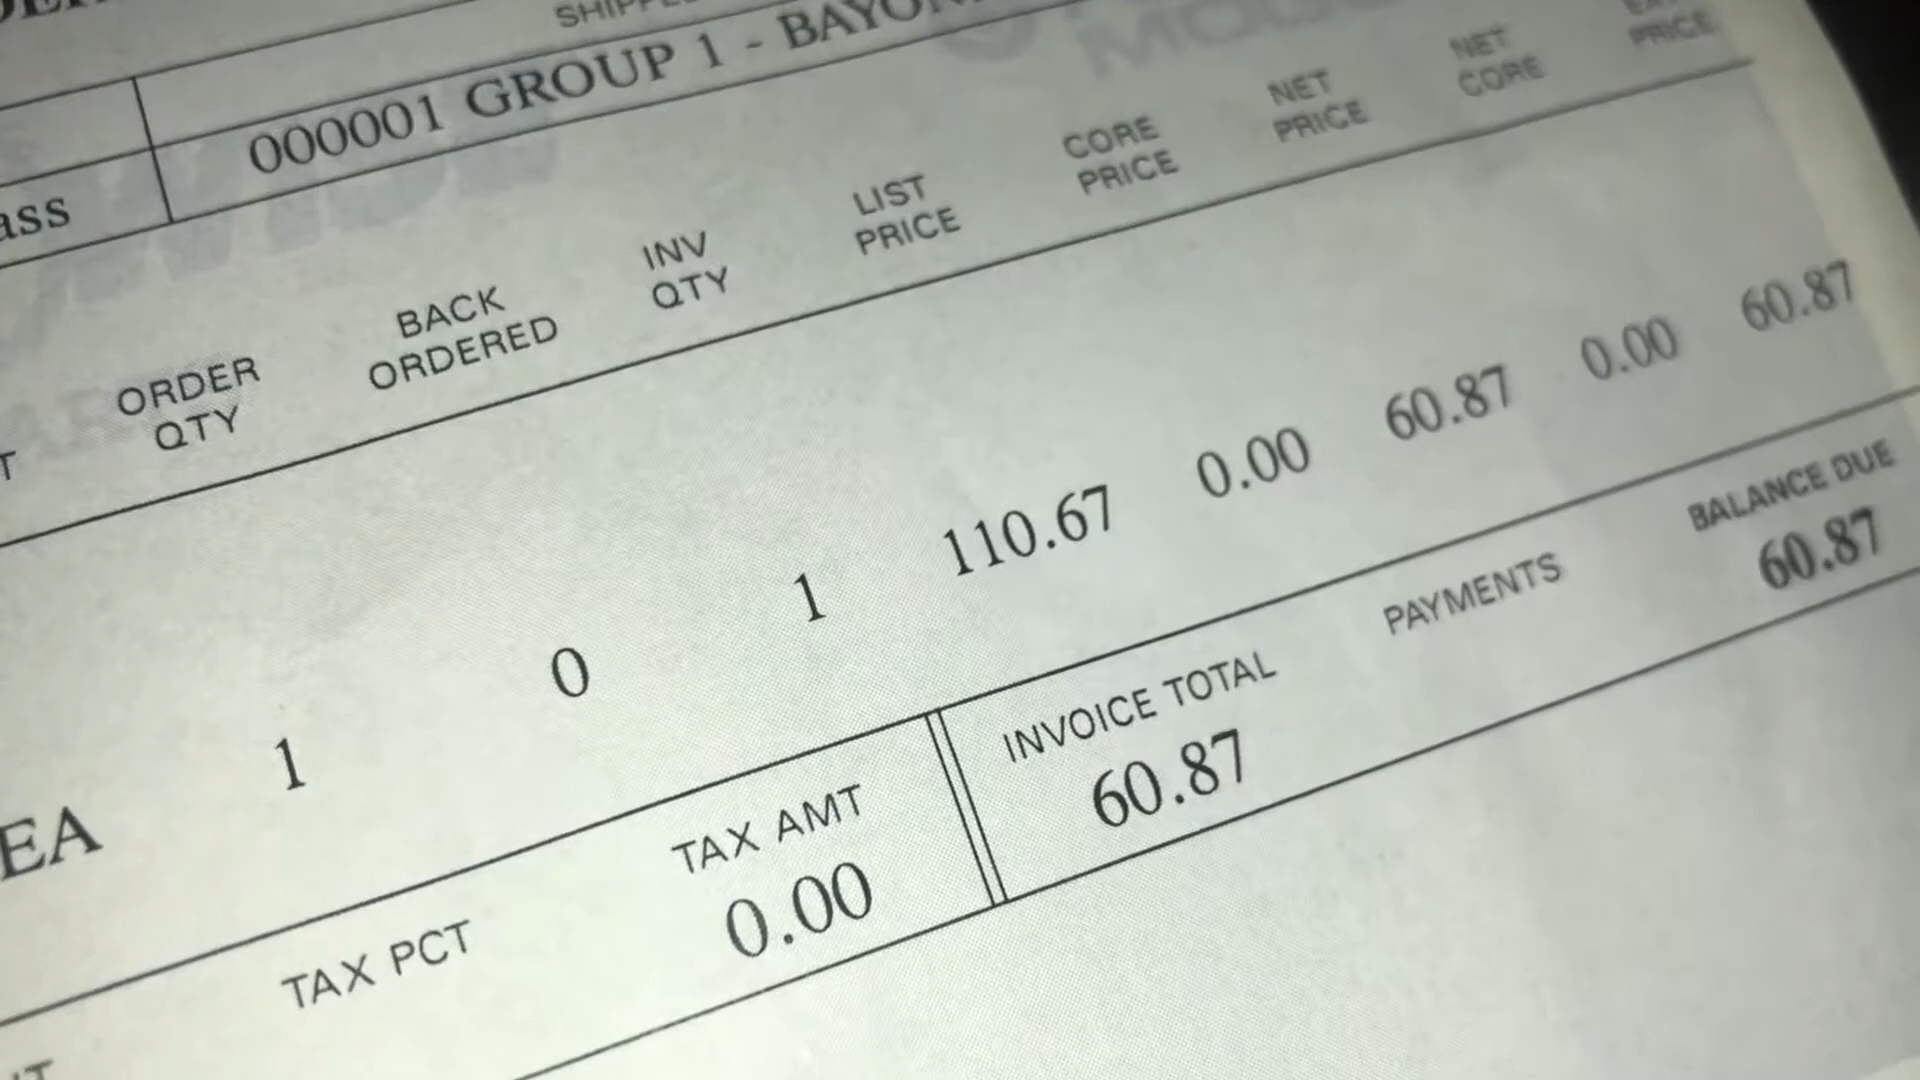 SHIPPE
000001 GROUP 1 - BAYON
ass
ORDER QTY BACK ORDERED INV QTY LIST PRICE CORE PRICE NET PRICE NET CORE PRICE
T
EA 1 0 1 110.67 0.00 60.87 0.00 60.87
TAX PCT TAX AMT INVOICE TOTAL PAYMENTS BALANCE DUE
0.00 60.87 60.87